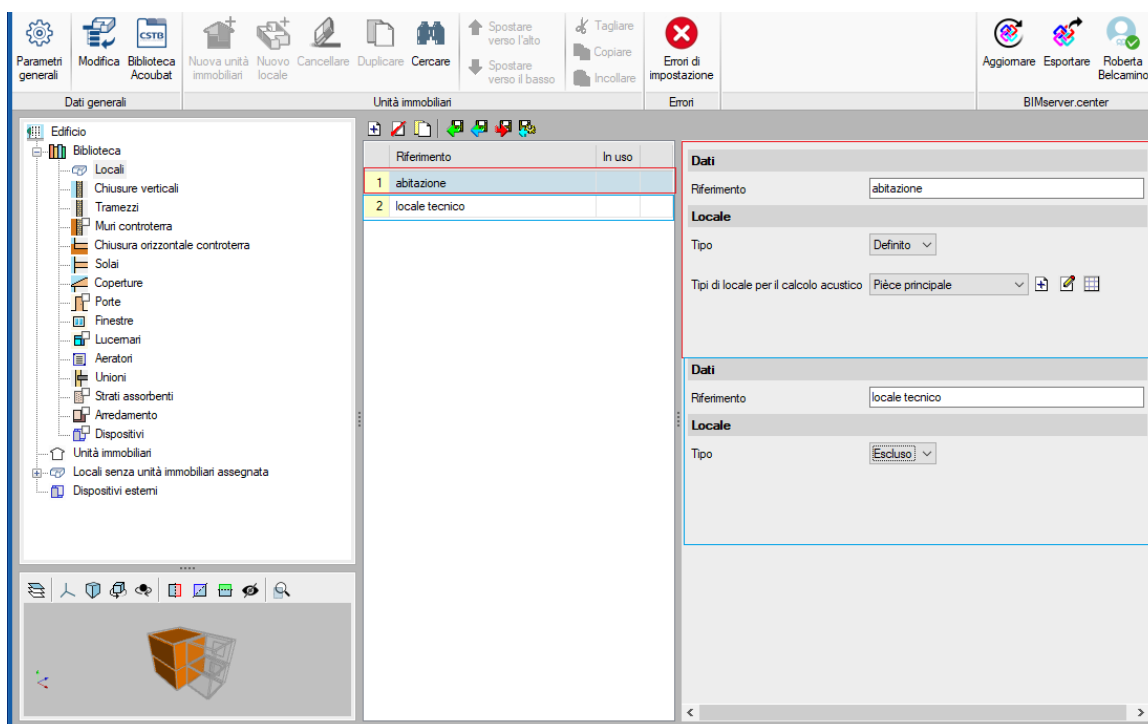 CSTB
Parametri generali
Modifica
Biblioteca Acoubat
Nuova unità immobiliari
Nuovo locale
Cancellare
Duplicare
Cercare
Spostare verso l'alto
Spostare verso il basso
Tagliare
Copiare
Incollare
Errori di impostazione
Aggiornare
Esportare
Roberta Belcamino
Dati generali
Unità immobiliari
Errori
BIMserver.center
Edificio
Biblioteca
Locali
Chiusure verticali
Tramezzi
Muri controterra
Chiusura orizzontale controterra
Solai
Coperture
Porte
Finestre
Lucernari
Aeratori
Unioni
Strati assorbenti
Arredamento
Dispositivi
Unità immobiliari
Locali senza unità immobiliari assegnata
Dispositivi esterni
Riferimento In uso
1 abitazione
2 locale tecnico
Dati
Riferimento abitazione
Locale
Tipo Definito
Tipi di locale per il calcolo acustico Pièce principale
Dati
Riferimento locale tecnico
Locale
Tipo Escluso